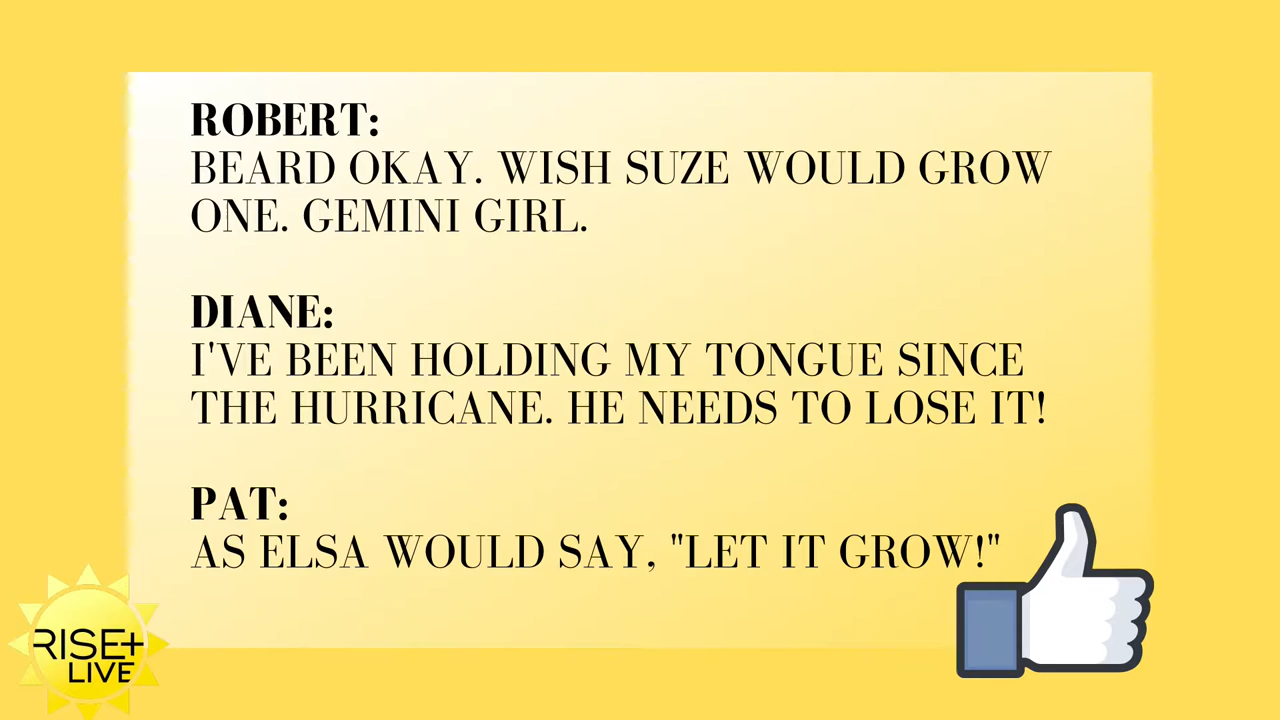 ROBERT:
BEARD OKAY. WISH SUZE WOULD GROW
ONE. GEMINI GIRL.
DIANE:
I'VE BEEN HOLDING MY TONGUE SINCE
THE HURRICANE. HE NEEDS TO LOSE IT!
PAT:
AS ELSA WOULD SAY, "LET IT GROW!"
RISE+
LIVE